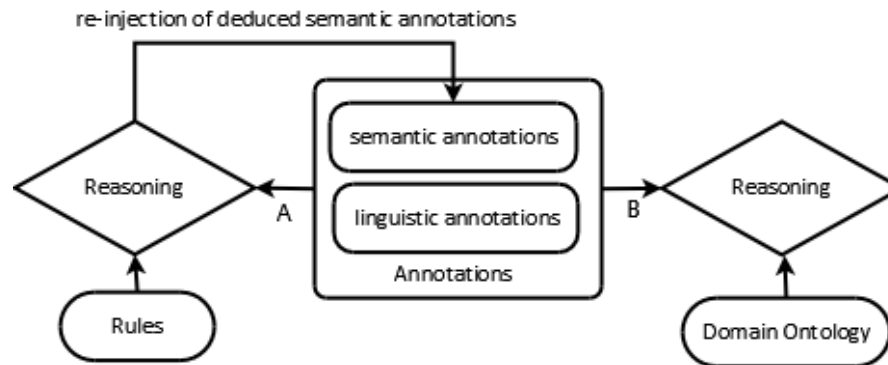 re-injection of deduced semantic annotations
semantic annotations
Reasoning
Reasoning
linguistic annotations
A
B
Annotations
Rules
Domain Ontology